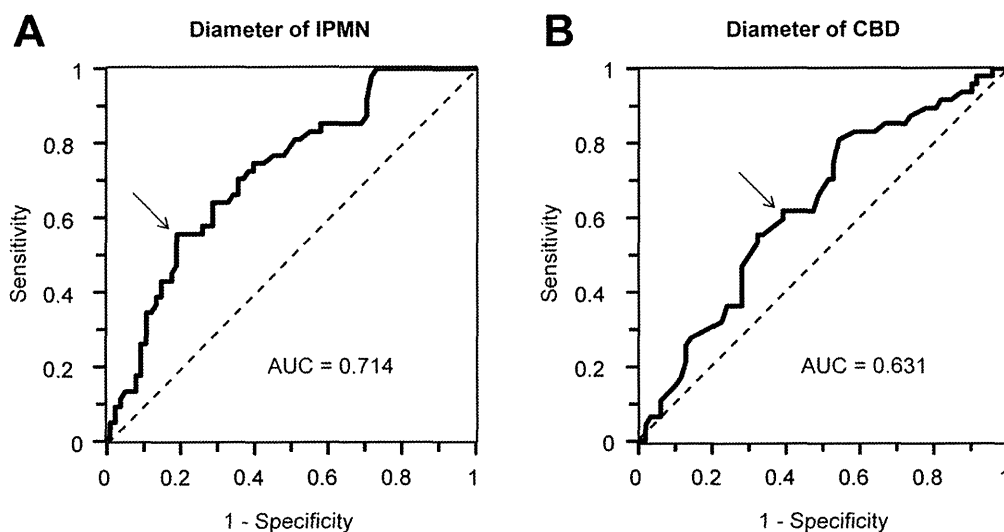 A
Diameter of IPMN
1
0.8
0.6
0.4
0.2
0
Sensitivity
AUC = 0.714
0 0.2 0.4 0.6 0.8 1
1 - Specificity
B
Diameter of CBD
1
0.8
0.6
0.4
0.2
0
Sensitivity
AUC = 0.631
0 0.2 0.4 0.6 0.8 1
1 - Specificity